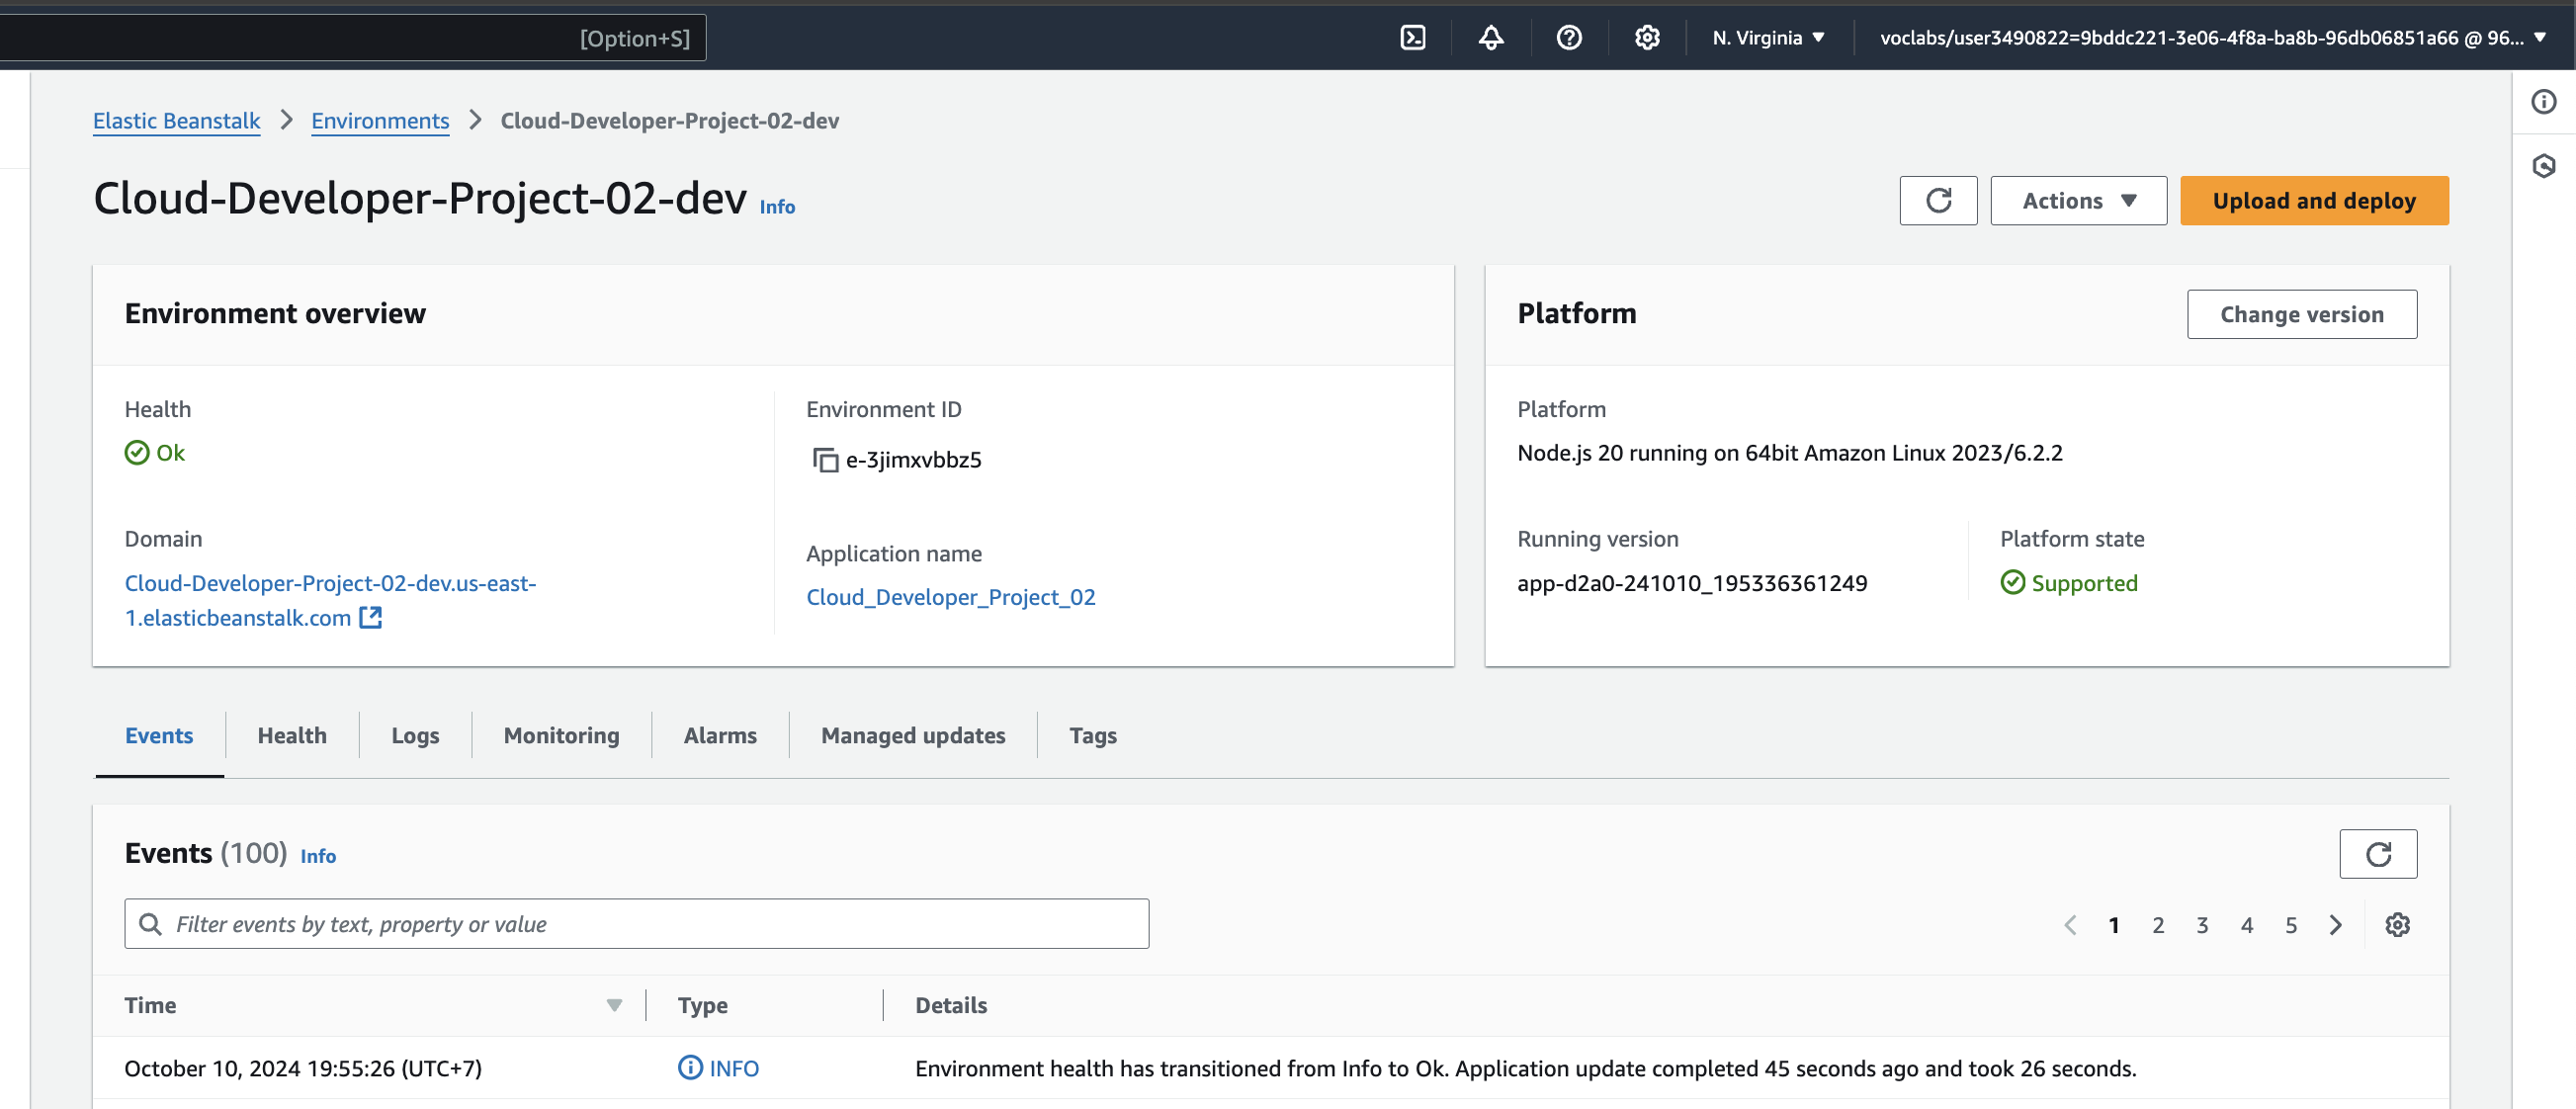 [Option+S]
N. Virginia
voclabs/user3490822=9bddc221-3e06-4f8a-ba8b-96db06851a66 @ 96...
Elastic Beanstalk
Environments
Cloud-Developer-Project-02-dev
Cloud-Developer-Project-02-dev Info
Actions
Upload and deploy
Environment overview
Health
Ok
Environment ID
e-3jimxvbbz5
Domain
Cloud-Developer-Project-02-dev.us-east-
1.elasticbeanstalk.com
Application name
Cloud_Developer_Project_02
Platform
Change version
Platform
Node.js 20 running on 64bit Amazon Linux 2023/6.2.2
Running version
app-d2a0-241010_195336361249
Platform state
Supported
Events
Health
Logs
Monitoring
Alarms
Managed updates
Tags
Events (100) Info
Filter events by text, property or value
1 2 3 4 5
Time
Type
Details
October 10, 2024 19:55:26 (UTC+7)
INFO
Environment health has transitioned from Info to Ok. Application update completed 45 seconds ago and took 26 seconds.